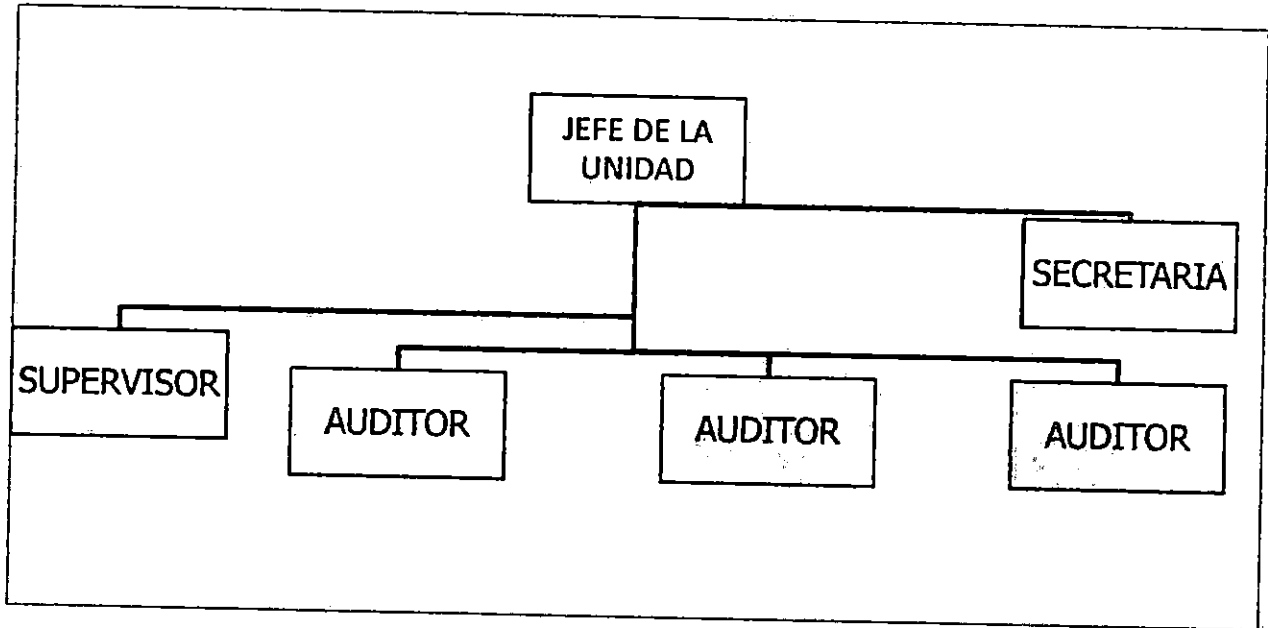 JEFE DE LA
UNIDAD
SECRETARIA
SUPERVISOR
AUDITOR
AUDITOR
AUDITOR